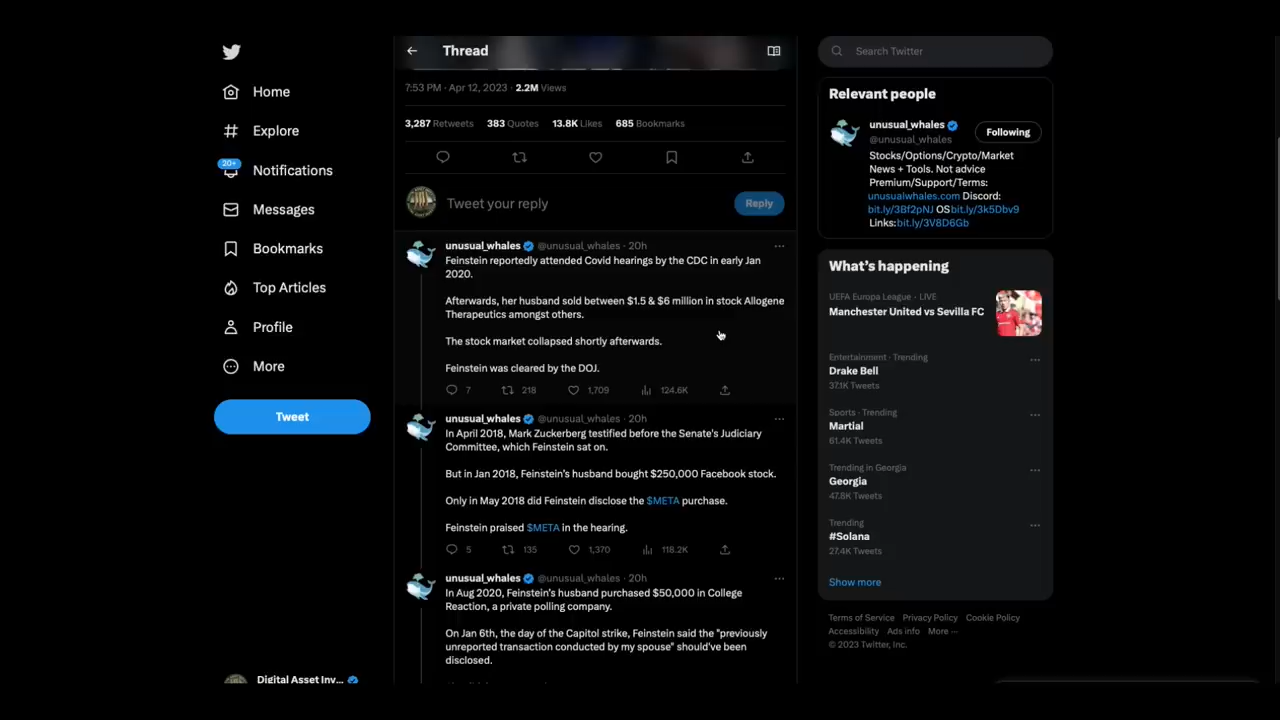 Home
Explore
20+
Notifications
Messages
Bookmarks
Top Articles
Profile
More
Tweet
Digital Asset Inv...
Thread
7:53 PM · Apr 12, 2023 · 2.2M Views
3,287 Retweets 383 Quotes 13.8K Likes 685 Bookmarks
Tweet your reply
Reply
unusual_whales @unusual_whales · 20h
Feinstein reportedly attended Covid hearings by the CDC in early Jan
2020.
Afterwards, her husband sold between $1.5 & $6 million in stock Allogene
Therapeutics amongst others.
The stock market collapsed shortly afterwards.
Feinstein was cleared by the DOJ.
7 218 1,709 124.6K
unusual_whales @unusual_whales · 20h
In April 2018, Mark Zuckerberg testified before the Senate's Judiciary
Committee, which Feinstein sat on.
But in Jan 2018, Feinstein's husband bought $250,000 Facebook stock.
Only in May 2018 did Feinstein disclose the $META purchase.
Feinstein praised $META in the hearing.
5 135 1,370 118.2K
unusual_whales @unusual_whales · 20h
In Aug 2020, Feinstein's husband purchased $50,000 in College
Reaction, a private polling company.
On Jan 6th, the day of the Capitol strike, Feinstein said the "previously
unreported transaction conducted by my spouse" should've been
disclosed.
Search Twitter
Relevant people
unusual_whales
@unusual_whales
Following
Stocks/Options/Crypto/Market
News + Tools. Not advice
Premium/Support/Terms:
unusualwhales.com Discord:
bit.ly/3Bf2pNJ OSbit.ly/3k5Dbv9
Links:bit.ly/3V8D6Gb
What's happening
UEFA Europa League · LIVE
Manchester United vs Sevilla FC
Entertainment · Trending
Drake Bell
37.1K Tweets
Sports · Trending
Martial
61.4K Tweets
Trending in Georgia
Georgia
47.8K Tweets
Trending
#Solana
27.4K Tweets
Show more
Terms of Service Privacy Policy Cookie Policy
Accessibility Ads info More
© 2023 Twitter, Inc.